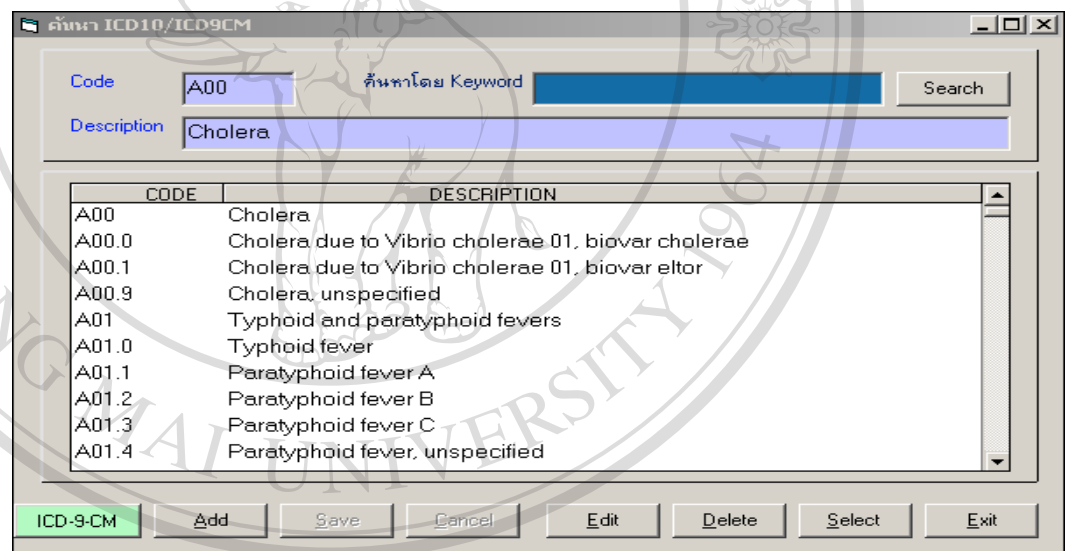 ค้นหา ICD10/ICD9CM
Code A00 ค้นหาโดย Keyword Search
Description Cholera
CODE DESCRIPTION
A00 Cholera
A00.0 Cholera due to Vibrio cholerae 01, biovar cholerae
A00.1 Cholera due to Vibrio cholerae 01, biovar eltor
A00.9 Cholera, unspecified
A01 Typhoid and paratyphoid fevers
A01.0 Typhoid fever
A01.1 Paratyphoid fever A
A01.2 Paratyphoid fever B
A01.3 Paratyphoid fever C
A01.4 Paratyphoid fever, unspecified
ICD-9-CM Add Save Cancel Edit Delete Select Exit
NG MAI UNIVERSITY 1964